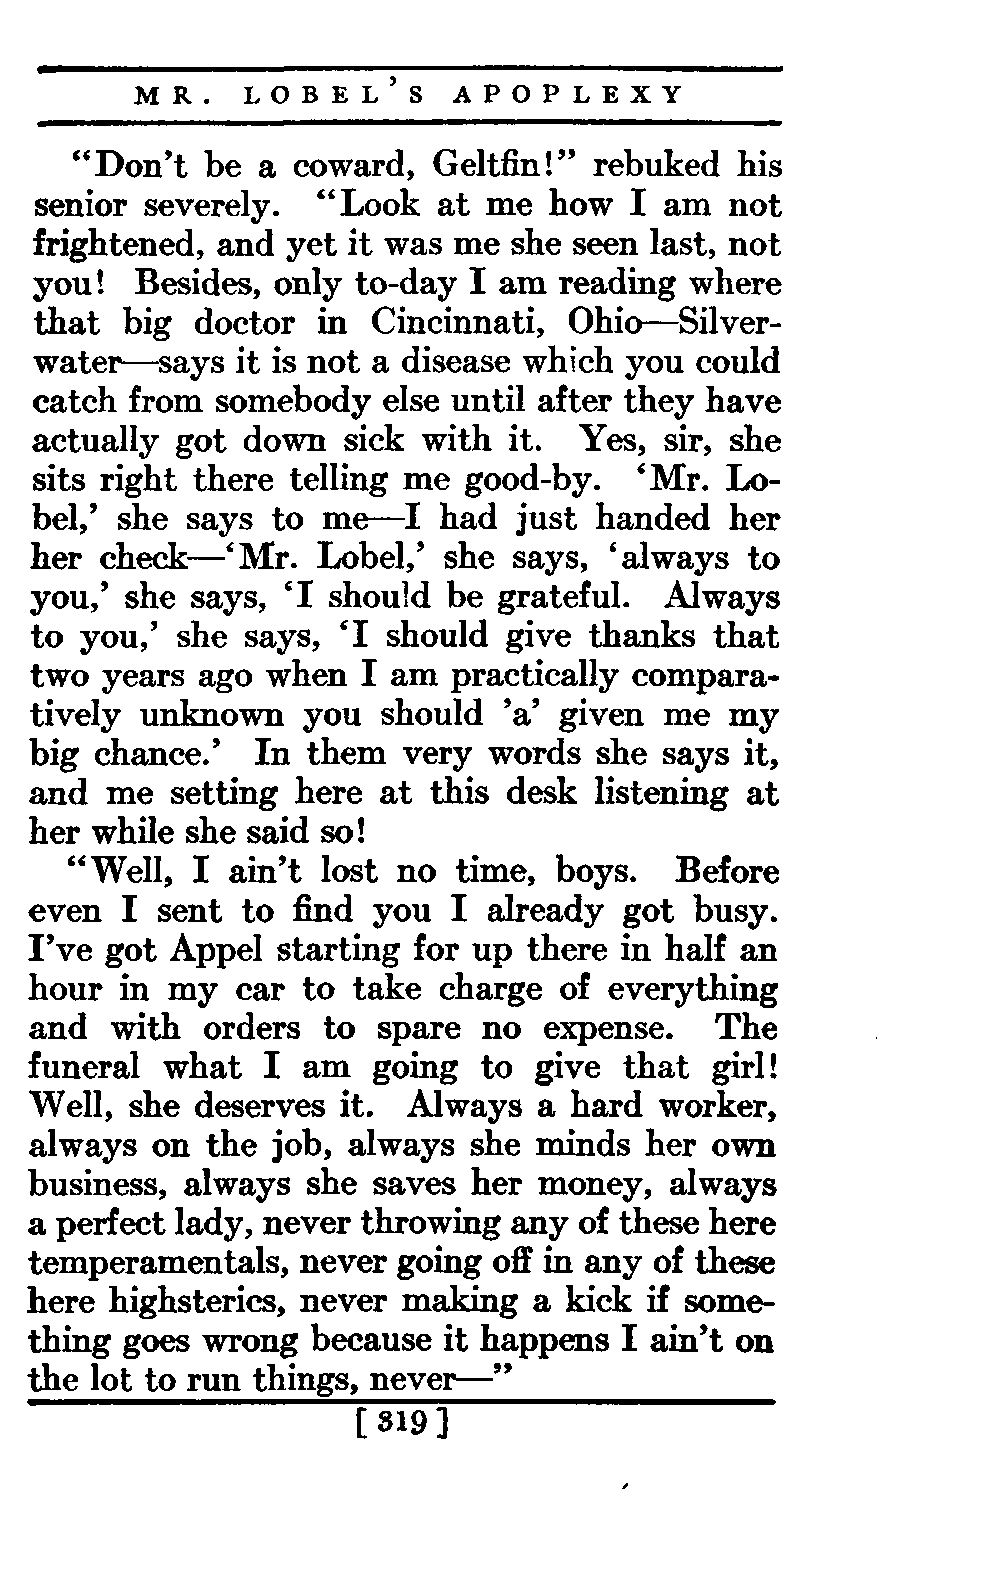 MR. LOBEL'S APOPLEXY
“Don't be a coward, Geltfin!” rebuked his
senior severely. “Look at me how I am not
frightened, and yet it was me she seen last, not
you! Besides, only to-day I am reading where
that big doctor in Cincinnati, Ohio—Silver-
water—says it is not a disease which you could
catch from somebody else until after they have
actually got down sick with it. Yes, sir, she
sits right there telling me good-by. ‘Mr. Lo-
bel,’ she says to me—I had just handed her
her check—‘Mr. Lobel,’ she says, ‘always to
you,’ she says, ‘I should be grateful. Always
to you,’ she says, ‘I should give thanks that
two years ago when I am practically compara-
tively unknown you should ’a’ given me my
big chance.’ In them very words she says it,
and me setting here at this desk listening at
her while she said so!
“Well, I ain't lost no time, boys. Before
even I sent to find you I already got busy.
I've got Appel starting for up there in half an
hour in my car to take charge of everything
and with orders to spare no expense. The
funeral what I am going to give that girl!
Well, she deserves it. Always a hard worker,
always on the job, always she minds her own
business, always she saves her money, always
a perfect lady, never throwing any of these here
temperamentals, never going off in any of these
here highsterics, never making a kick if some-
thing goes wrong because it happens I ain't on
the lot to run things, never—”
[319]